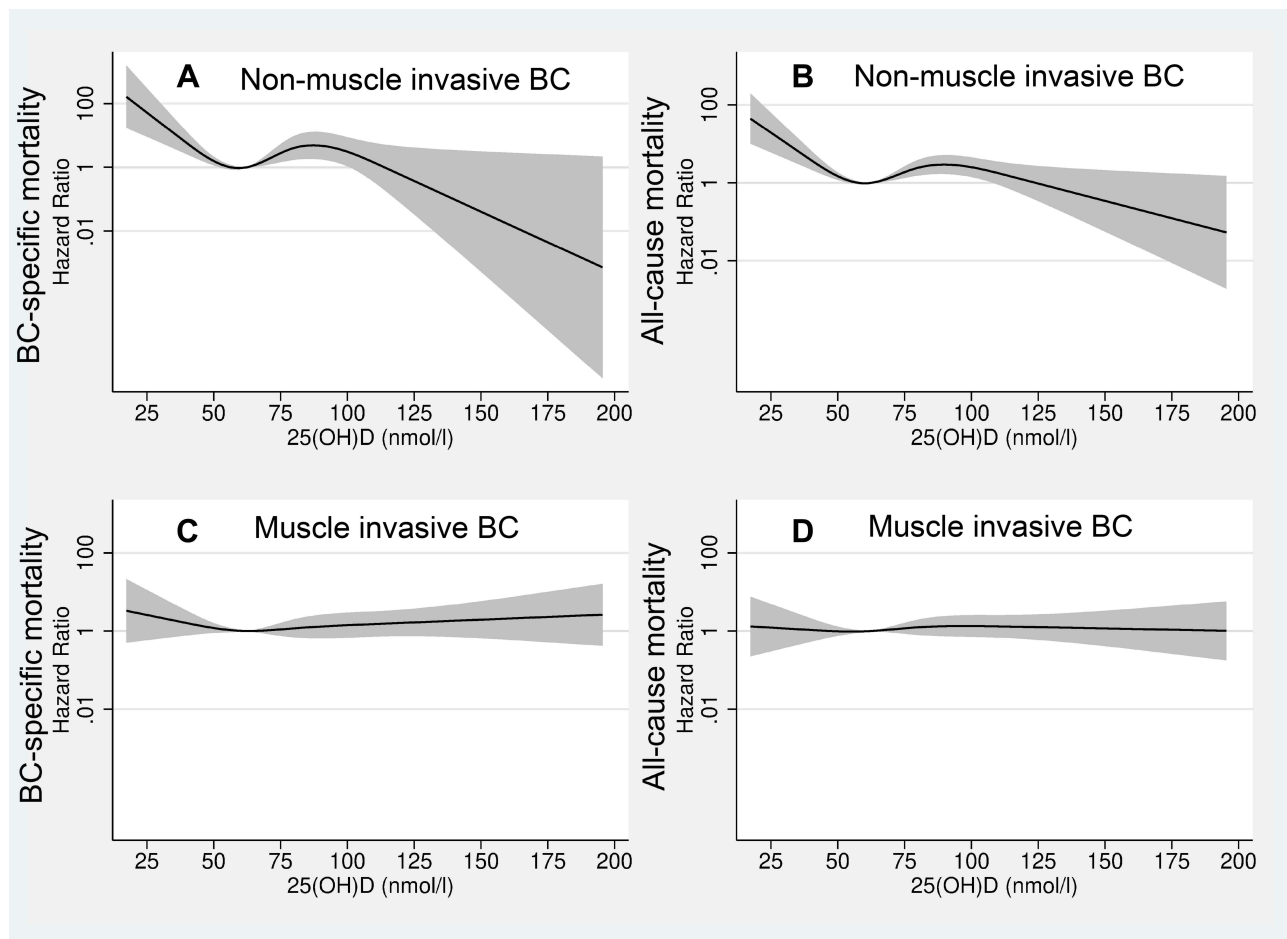 A Non-muscle invasive BC
BC-specific mortality
Hazard Ratio
100
1
.01
25 50 75 100 125 150 175 200
25(OH)D (nmol/l)
B Non-muscle invasive BC
All-cause mortality
Hazard Ratio
100
1
.01
25 50 75 100 125 150 175 200
25(OH)D (nmol/l)
C Muscle invasive BC
BC-specific mortality
Hazard Ratio
100
1
.01
25 50 75 100 125 150 175 200
25(OH)D (nmol/l)
D Muscle invasive BC
All-cause mortality
Hazard Ratio
100
1
.01
25 50 75 100 125 150 175 200
25(OH)D (nmol/l)